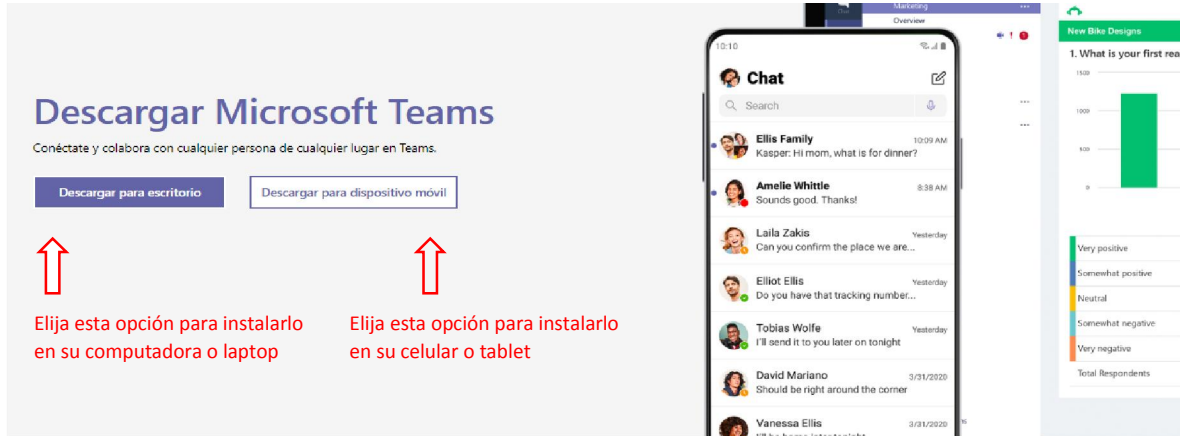 Descargar Microsoft Teams
Conéctate y colabora con cualquier persona de cualquier lugar en Teams.
Descargar para escritorio
Descargar para dispositivo móvil
Elija esta opción para instalarlo
en su computadora o laptop
Elija esta opción para instalarlo
en su celular o tablet
Chat
Marketing
Overview
10:10
Chat
Search
Ellis Family 10:09 AM
Kasper: Hi mom, what is for dinner?
Amelie Whittle 8:38 AM
Sounds good. Thanks!
Laila Zakis Yesterday
Can you confirm the place we are...
Elliot Ellis Yesterday
Do you have that tracking number...
Tobias Wolfe Yesterday
I'll send it to you later on tonight
David Mariano 3/31/2020
Should be right around the corner
Vanessa Ellis 3/31/2020
New Bike Designs
1. What is your first rea
1500
1000
500
0
Very positive
Somewhat positive
Neutral
Somewhat negative
Very negative
Total Respondents